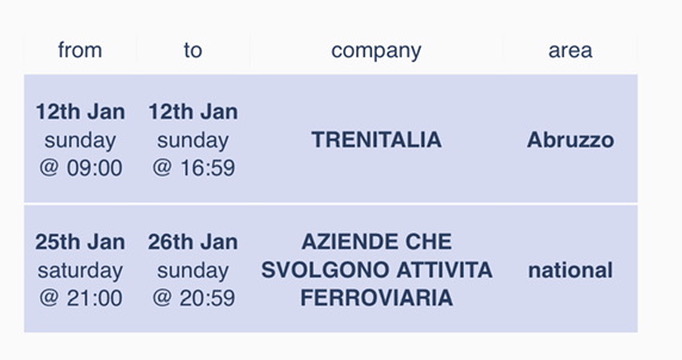 from to company area
12th Jan 12th Jan
sunday sunday TRENITALIA Abruzzo
@ 09:00 @ 16:59
25th Jan 26th Jan AZIENDE CHE
saturday sunday SVOLGONO ATTIVITA national
@ 21:00 @ 20:59 FERROVIARIA